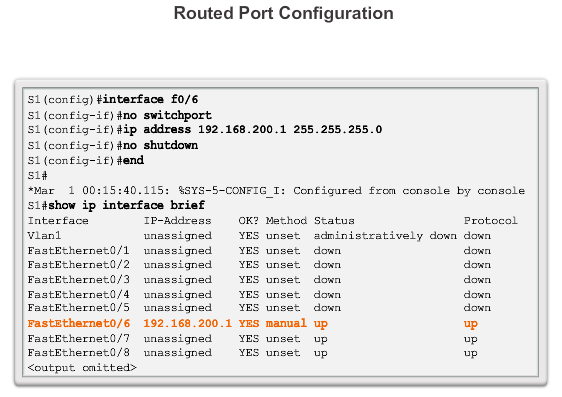 Routed Port Configuration
S1(config)#interface f0/6
S1(config-if)#no switchport
S1(config-if)#ip address 192.168.200.1 255.255.255.0
S1(config-if)#no shutdown
S1(config-if)#end
S1#
*Mar  1 00:15:40.115: %SYS-5-CONFIG_I: Configured from console by console
S1#show ip interface brief
Interface IP-Address OK? Method Status Protocol
Vlan1 unassigned YES unset administratively down down
FastEthernet0/1 unassigned YES unset down down
FastEthernet0/2 unassigned YES unset down down
FastEthernet0/3 unassigned YES unset down down
FastEthernet0/4 unassigned YES unset down down
FastEthernet0/5 unassigned YES unset down down
FastEthernet0/6 192.168.200.1 YES manual up up
FastEthernet0/7 unassigned YES unset up up
FastEthernet0/8 unassigned YES unset up up
<output omitted>